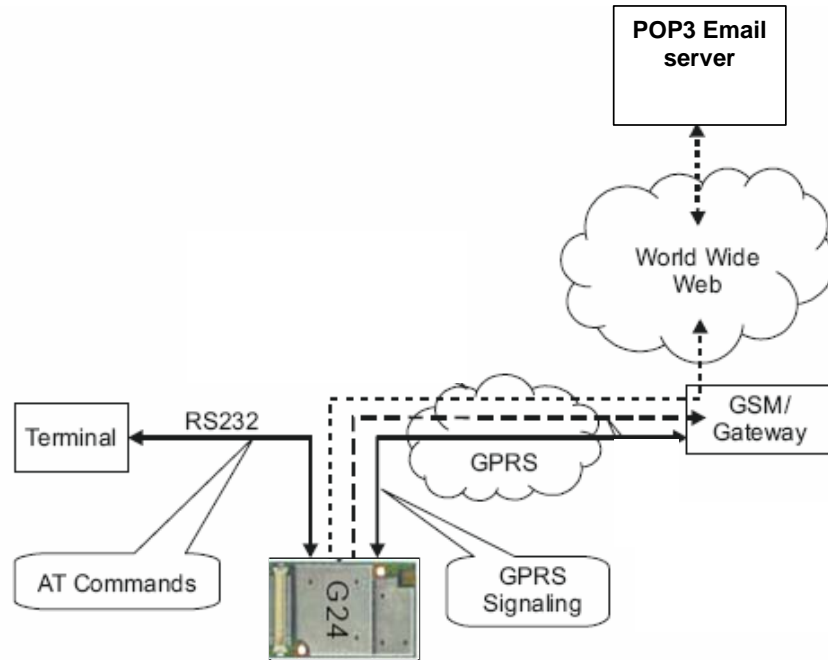 POP3 Email
server
World Wide
Web
GSM/
Gateway
RS232
Terminal
GPRS
AT Commands
G24
GPRS
Signaling